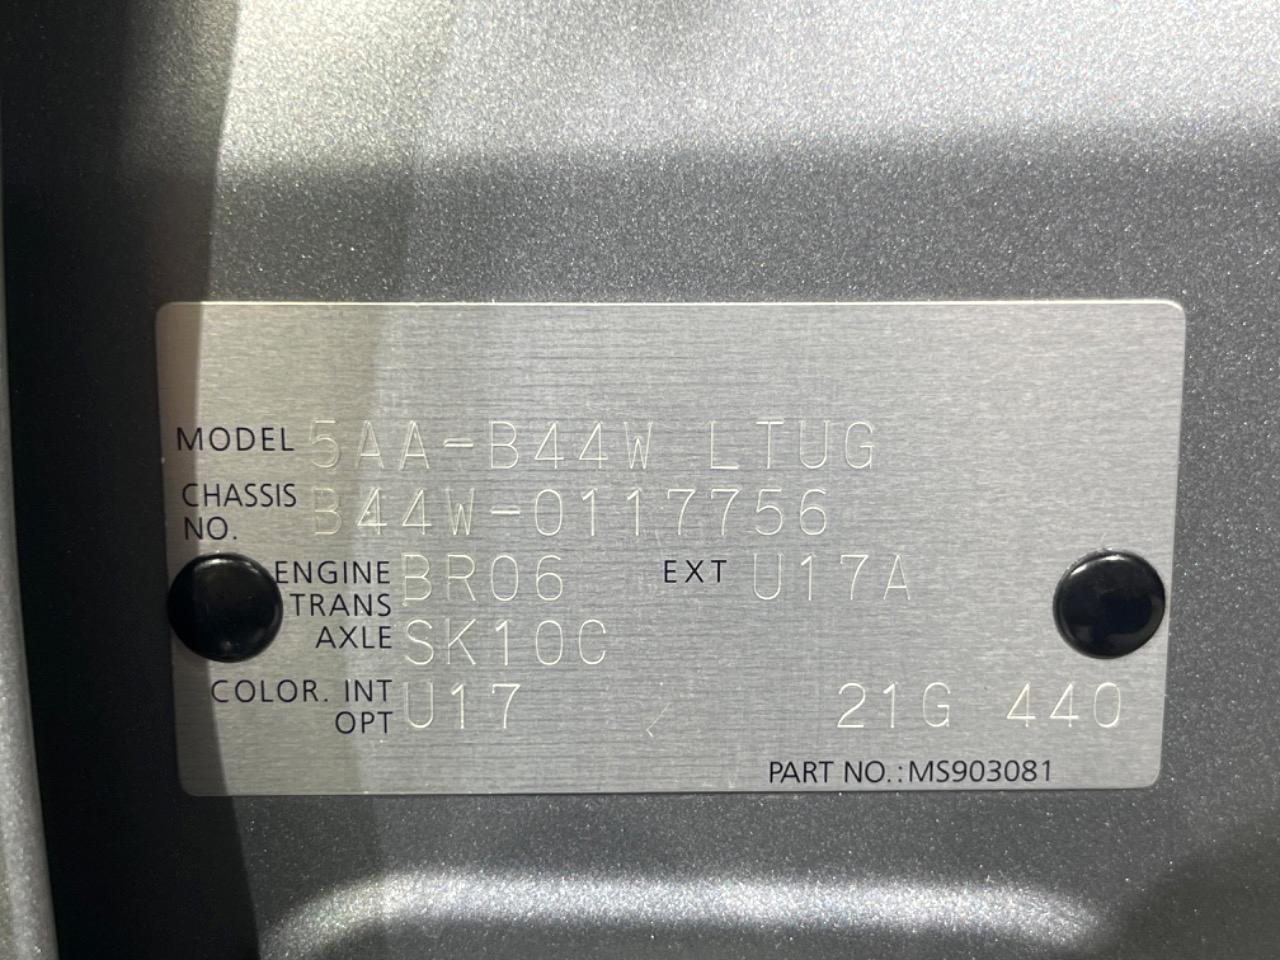 MODEL 5AA-B44W LTUG
CHASSIS NO. B44W-0117756
ENGINE BR06 EXT U17A
TRANS AXLE SK10C
COLOR. INT U17 21G 440
OPT
PART NO.: MS903081